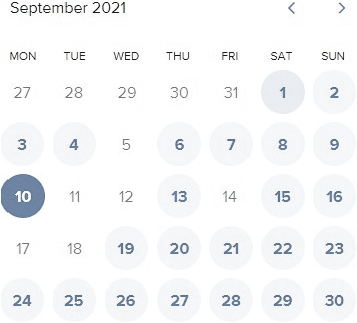 September 2021
MON TUE WED THU FRI SAT SUN
27 28 29 30 31 1 2
3 4 5 6 7 8 9
10 11 12 13 14 15 16
17 18 19 20 21 22 23
24 25 26 27 28 29 30